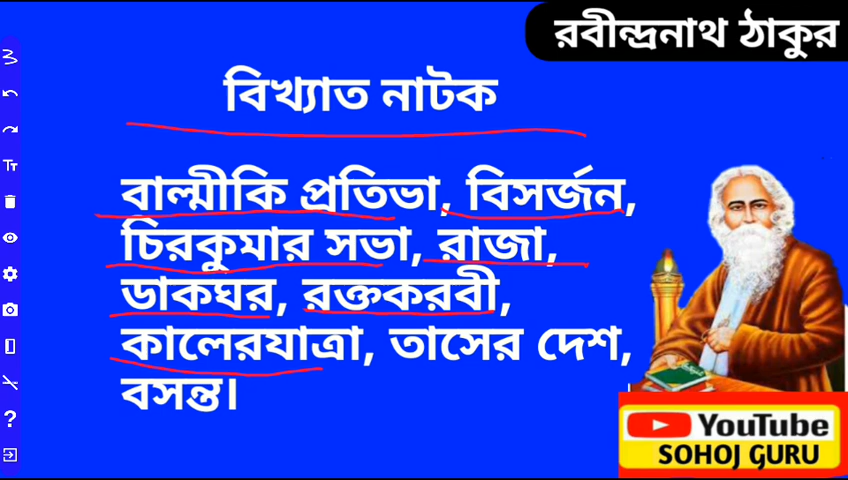 রবীন্দ্রনাথ ঠাকুর
বিখ্যাত নাটক
বাল্মীকি প্রতিভা, বিসর্জন,
চিরকুমার সভা, রাজা,
ডাকঘর, রক্তকরবী,
কালেরযাত্রা, তাসের দেশ,
বসন্ত।
YouTube
SOHOJ GURU